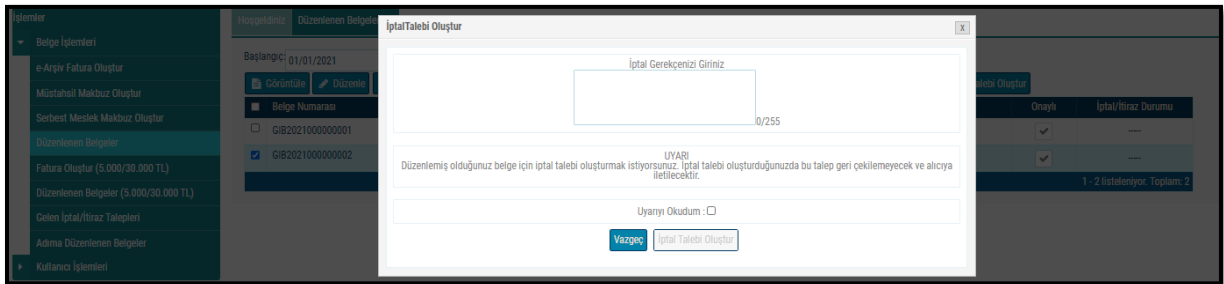 İşlemler
Belge İşlemleri
e-Arşiv Fatura Oluştur
Müstahsil Makbuz Oluştur
Serbest Meslek Makbuz Oluştur
Düzenlenen Belgeler
Fatura Oluştur (5.000/30.000 TL)
Düzenlenen Belgeler (5.000/30.000 TL)
Gelen İptal/İtiraz Talepleri
Adıma Düzenlenen Belgeler
Kullanıcı İşlemleri
Hoşgeldiniz Düzenlenen Belgele
Başlangıç: 01/01/2021
Görüntüle Düzenle
Talebi Oluştur
Belge Numarası Onaylı İptal/İtiraz Durumu
GIB2021000000001 ----
GIB2021000000002 ----
1 - 2 listeleniyor. Toplam: 2
İptalTalebi Oluştur
X
İptal Gerekçenizi Giriniz
0/255
UYARI
Düzenlemiş olduğunuz belge için iptal talebi oluşturmak istiyorsunuz. İptal talebi oluşturduğunuzda bu talep geri çekilemeyecek ve alıcıya
iletilecektir.
Uyarıyı Okudum :
Vazgeç İptal Talebi Oluştur